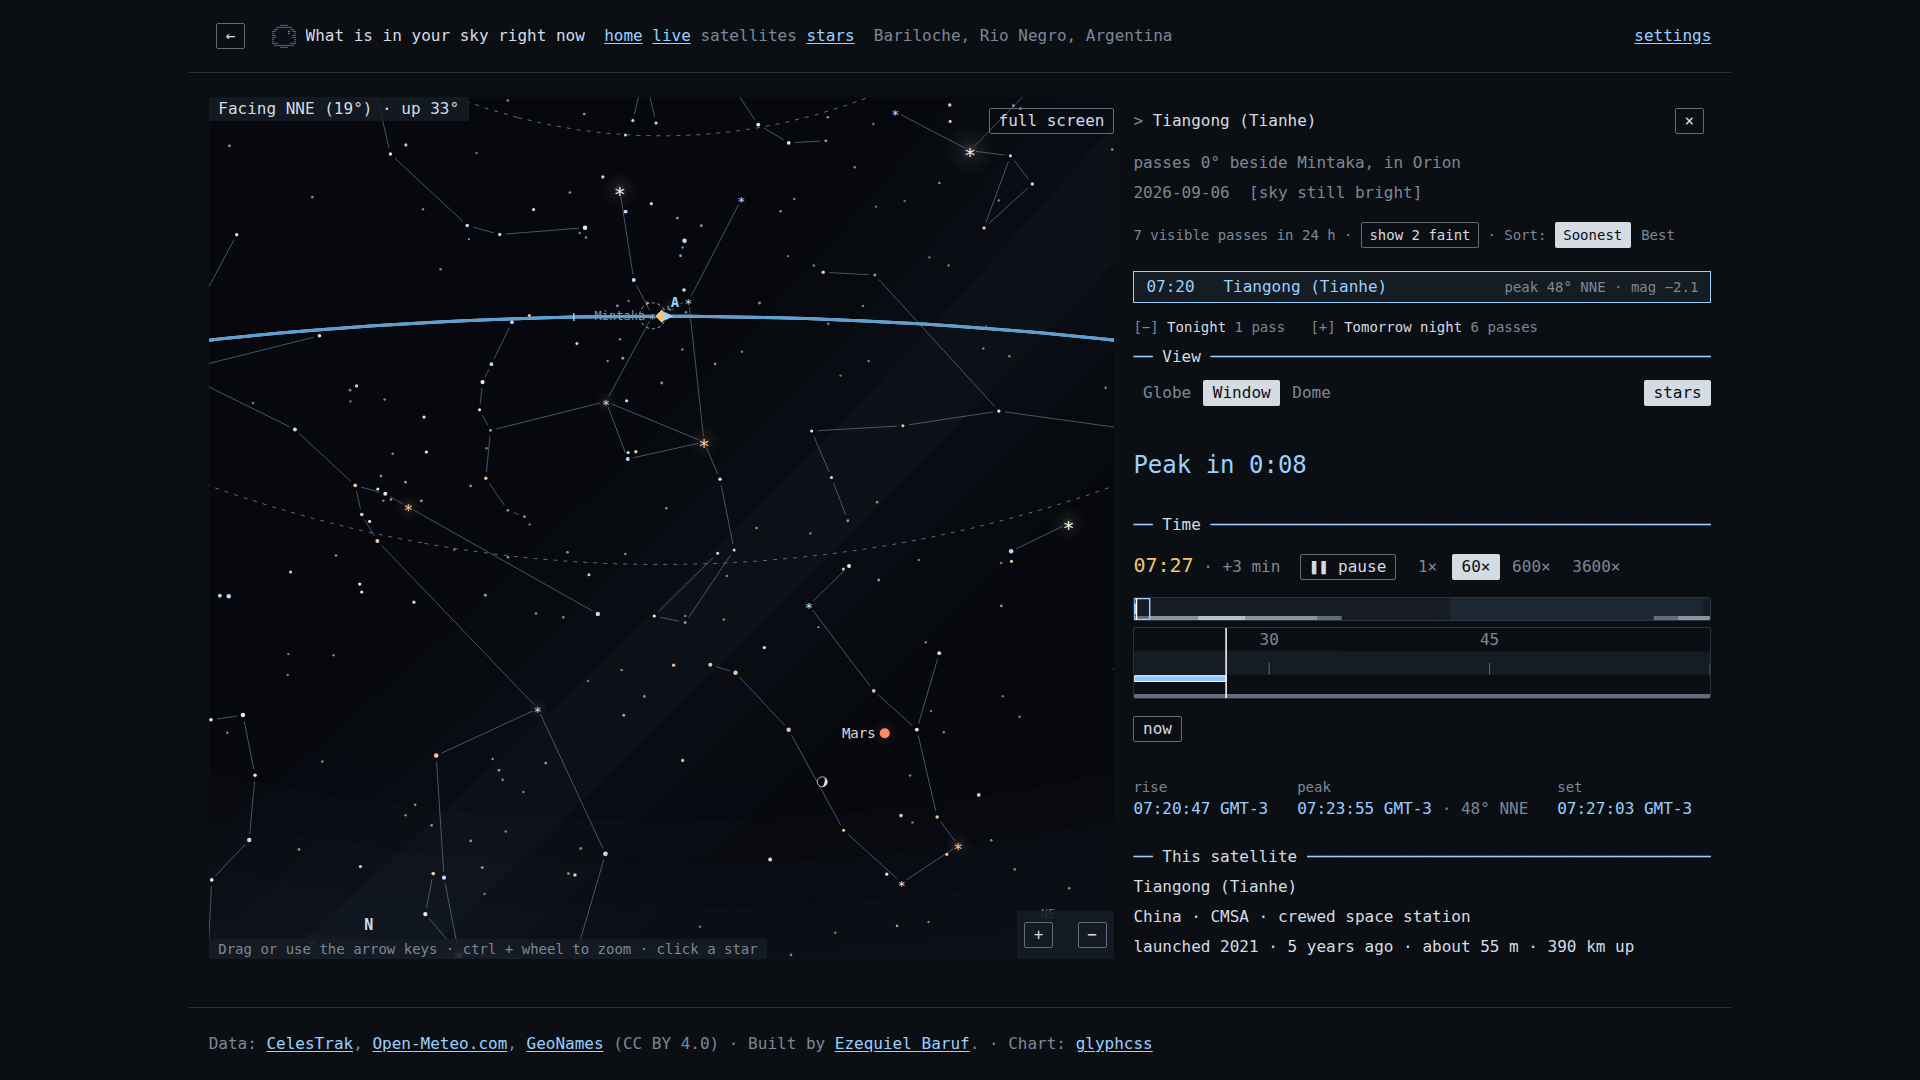 ← What is in your sky right now home live satellites stars Bariloche, Rio Negro, Argentina settings
Facing NNE (19°) · up 33°
full screen
A
Mintaka
Mars
N
NE
Drag or use the arrow keys · ctrl + wheel to zoom · click a star
+ −
> Tiangong (Tianhe) ×
passes 0° beside Mintaka, in Orion
2026-09-06 [sky still bright]
7 visible passes in 24 h · show 2 faint · Sort: Soonest Best
07:20 Tiangong (Tianhe) peak 48° NNE · mag −2.1
[−] Tonight 1 pass [+] Tomorrow night 6 passes
View
Globe Window Dome stars
Peak in 0:08
Time
07:27 · +3 min ❚❚ pause 1× 60× 600× 3600×
30 45
now
rise peak set
07:20:47 GMT-3 07:23:55 GMT-3 · 48° NNE 07:27:03 GMT-3
This satellite
Tiangong (Tianhe)
China · CMSA · crewed space station
launched 2021 · 5 years ago · about 55 m · 390 km up
Data: CelesTrak, Open-Meteo.com, GeoNames (CC BY 4.0) · Built by Ezequiel Baruf. · Chart: glyphcss